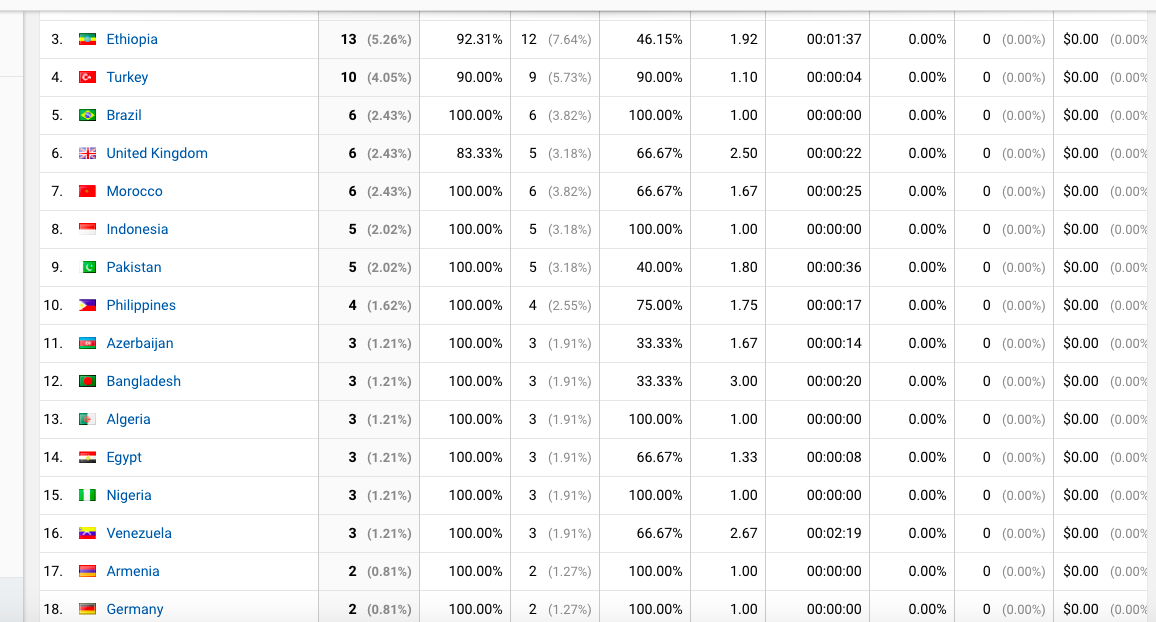 3. Ethiopia 13 (5.26%) 92.31% 12 (7.64%) 46.15% 1.92 00:01:37 0.00% 0 (0.00%) $0.00 (0.00%
4. Turkey 10 (4.05%) 90.00% 9 (5.73%) 90.00% 1.10 00:00:04 0.00% 0 (0.00%) $0.00 (0.00%
5. Brazil 6 (2.43%) 100.00% 6 (3.82%) 100.00% 1.00 00:00:00 0.00% 0 (0.00%) $0.00 (0.00%
6. United Kingdom 6 (2.43%) 83.33% 5 (3.18%) 66.67% 2.50 00:00:22 0.00% 0 (0.00%) $0.00 (0.00%
7. Morocco 6 (2.43%) 100.00% 6 (3.82%) 66.67% 1.67 00:00:25 0.00% 0 (0.00%) $0.00 (0.00%
8. Indonesia 5 (2.02%) 100.00% 5 (3.18%) 100.00% 1.00 00:00:00 0.00% 0 (0.00%) $0.00 (0.00%
9. Pakistan 5 (2.02%) 100.00% 5 (3.18%) 40.00% 1.80 00:00:36 0.00% 0 (0.00%) $0.00 (0.00%
10. Philippines 4 (1.62%) 100.00% 4 (2.55%) 75.00% 1.75 00:00:17 0.00% 0 (0.00%) $0.00 (0.00%
11. Azerbaijan 3 (1.21%) 100.00% 3 (1.91%) 33.33% 1.67 00:00:14 0.00% 0 (0.00%) $0.00 (0.00%
12. Bangladesh 3 (1.21%) 100.00% 3 (1.91%) 33.33% 3.00 00:00:20 0.00% 0 (0.00%) $0.00 (0.00%
13. Algeria 3 (1.21%) 100.00% 3 (1.91%) 100.00% 1.00 00:00:00 0.00% 0 (0.00%) $0.00 (0.00%
14. Egypt 3 (1.21%) 100.00% 3 (1.91%) 66.67% 1.33 00:00:08 0.00% 0 (0.00%) $0.00 (0.00%
15. Nigeria 3 (1.21%) 100.00% 3 (1.91%) 100.00% 1.00 00:00:00 0.00% 0 (0.00%) $0.00 (0.00%
16. Venezuela 3 (1.21%) 100.00% 3 (1.91%) 66.67% 2.67 00:02:19 0.00% 0 (0.00%) $0.00 (0.00%
17. Armenia 2 (0.81%) 100.00% 2 (1.27%) 100.00% 1.00 00:00:00 0.00% 0 (0.00%) $0.00 (0.00%
18. Germany 2 (0.81%) 100.00% 2 (1.27%) 100.00% 1.00 00:00:00 0.00% 0 (0.00%) $0.00 (0.00%